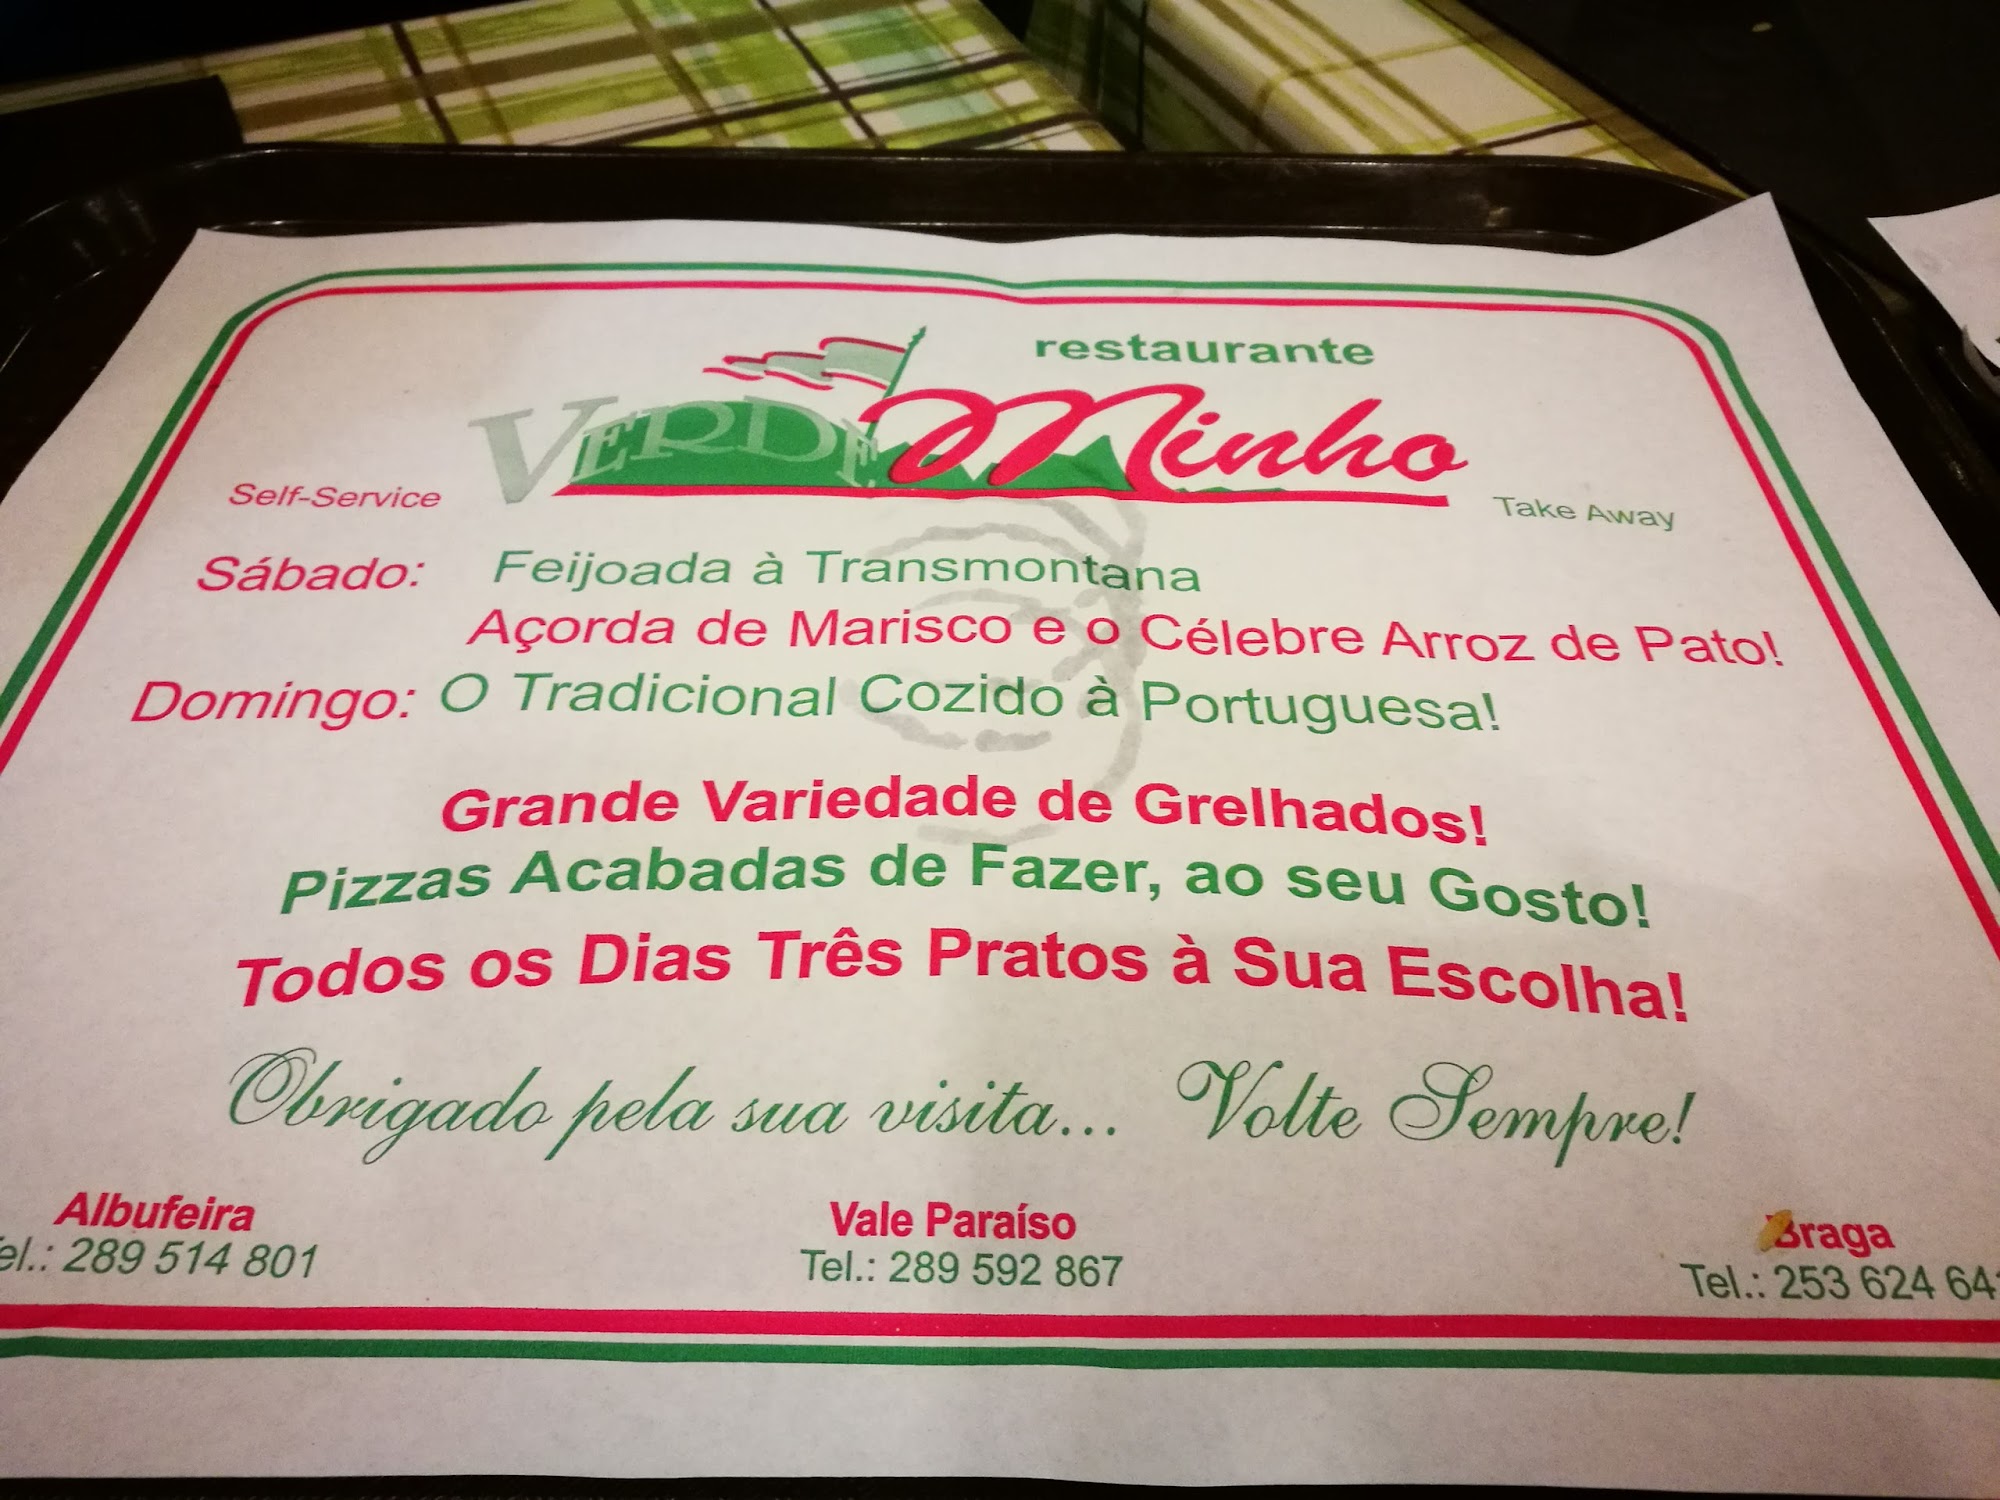 restaurante
VERDE Minho
Self-Service
Take Away
Sábado: Feijoada à Transmontana
Açorda de Marisco e o Célebre Arroz de Pato!
Domingo: O Tradicional Cozido à Portuguesa!
Grande Variedade de Grelhados!
Pizzas Acabadas de Fazer, ao seu Gosto!
Todos os Dias Três Pratos à Sua Escolha!
Obrigado pela sua visita... Volte Sempre!
Albufeira
Vale Paraíso
Braga
el.: 289 514 801
Tel.: 289 592 867
Tel.: 253 624 64